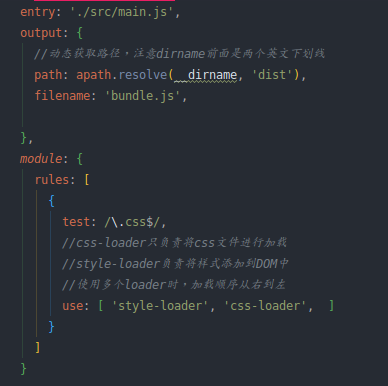 entry: './src/main.js',
output: {
//动态获取路径，注意dirname前面是两个英文下划线
path: apath.resolve(__dirname, 'dist'),
filename: 'bundle.js',
},
module: {
rules: [
{
test: /\.css$/,
//css-loader只负责将css文件进行加载
//style-loader负责将样式添加到DOM中
//使用多个loader时，加载顺序从右到左
use: [ 'style-loader', 'css-loader',  ]
}
]
}